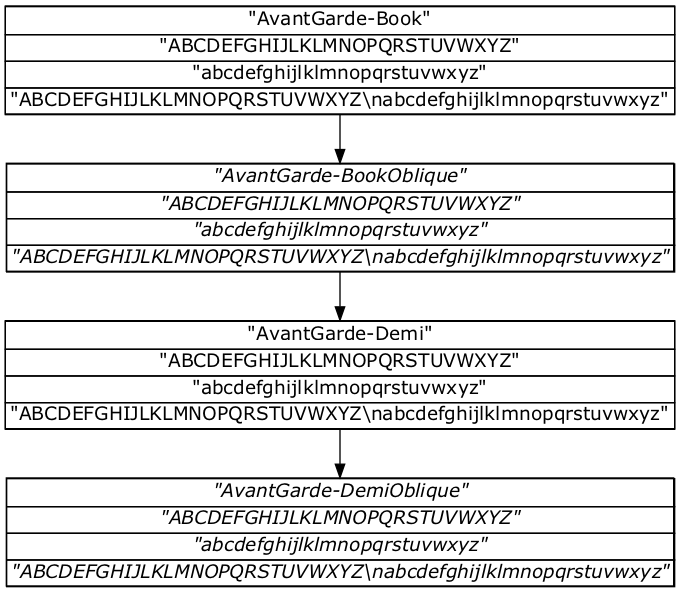 "AvantGarde-Book"
"ABCDEFGHIJLKLMNOPQRSTUVWXYZ"
"abcdefghijlklmnopqrstuvwxyz"
"ABCDEFGHIJLKLMNOPQRSTUVWXYZ\nabcdefghijlklmnopqrstuvwxyz"
"AvantGarde-BookOblique"
"ABCDEFGHIJLKLMNOPQRSTUVWXYZ"
"abcdefghijlklmnopqrstuvwxyz"
"ABCDEFGHIJLKLMNOPQRSTUVWXYZ\nabcdefghijlklmnopqrstuvwxyz"
"AvantGarde-Demi"
"ABCDEFGHIJLKLMNOPQRSTUVWXYZ"
"abcdefghijlklmnopqrstuvwxyz"
"ABCDEFGHIJLKLMNOPQRSTUVWXYZ\nabcdefghijlklmnopqrstuvwxyz"
"AvantGarde-DemiOblique"
"ABCDEFGHIJLKLMNOPQRSTUVWXYZ"
"abcdefghijlklmnopqrstuvwxyz"
"ABCDEFGHIJLKLMNOPQRSTUVWXYZ\nabcdefghijlklmnopqrstuvwxyz"